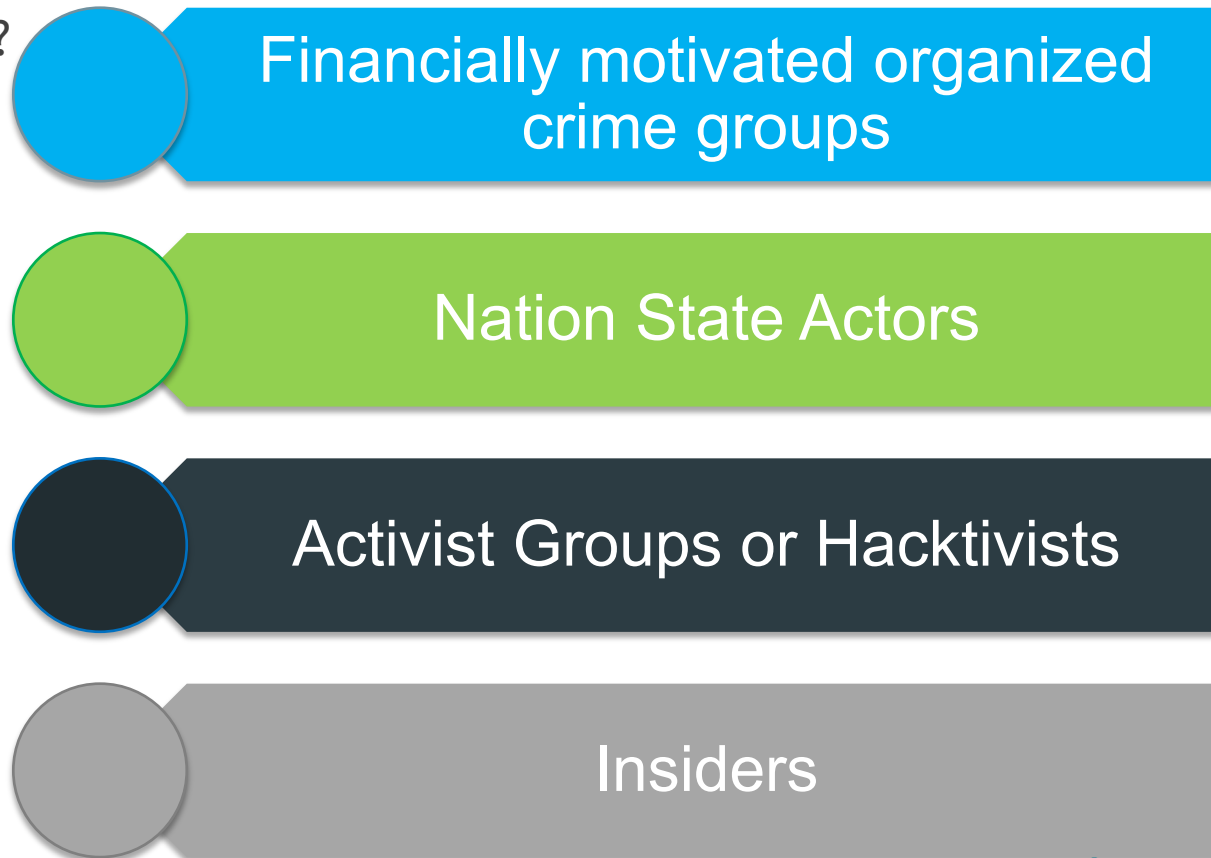 ?
Financially motivated organized
crime groups
Nation State Actors
Activist Groups or Hacktivists
Insiders